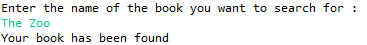 Enter the name of the book you want to search for :
The Zoo
Your book has been found